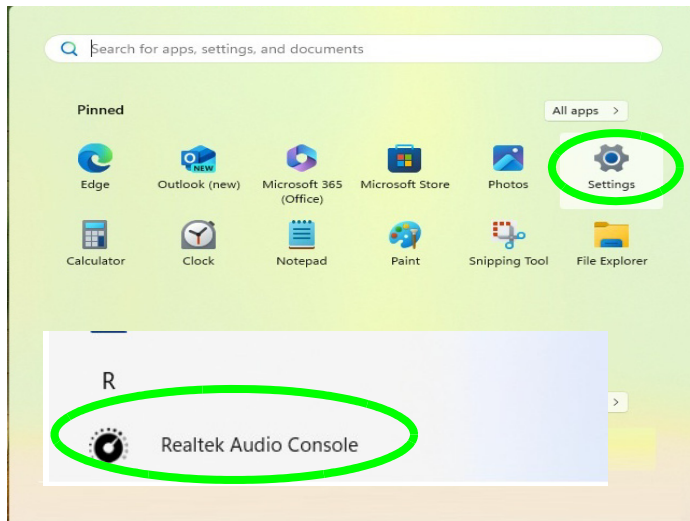 Search for apps, settings, and documents
Pinned
All apps >
Edge
Outlook (new)
Microsoft 365
(Office)
Microsoft Store
Photos
Settings
NEW
Calculator
Clock
Notepad
Paint
Snipping Tool
File Explorer
R
Realtek Audio Console